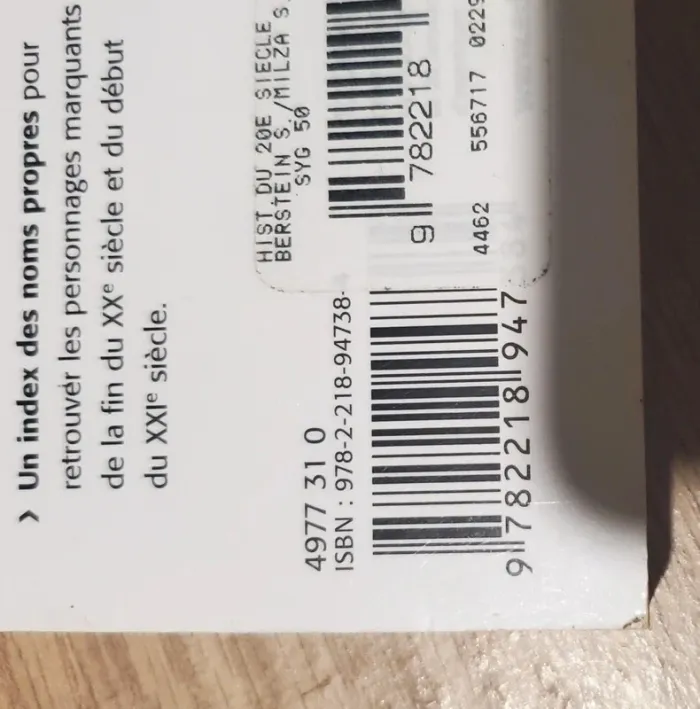 › Un index des noms propres pour
retrouver les personnages marquants
de la fin du XXe siècle et du début
du XXIe siècle.
HIST.DU 20E SIECLE
BERSTEIN S./MILZA S.
SYG 50
9 782218
4462 556717 0229
4977 31 0
ISBN : 978-2-218-94738-
9 782218 947